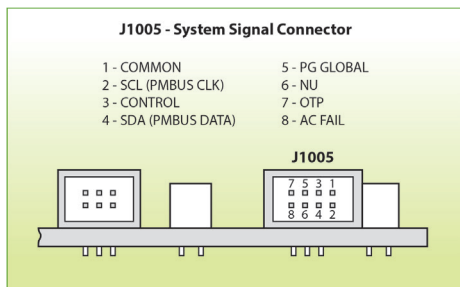 J1005 - System Signal Connector
1 - COMMON
2 - SCL (PMBUS CLK)
3 - CONTROL
4 - SDA (PMBUS DATA)
5 - PG GLOBAL
6 - NU
7 - OTP
8 - AC FAIL
J1005
7 5 3 1
8 6 4 2